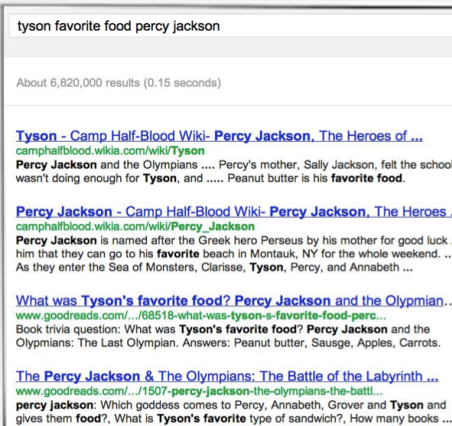 tyson favorite food percy jackson
About 6,820,000 results (0.15 seconds)
Tyson - Camp Half-Blood Wiki- Percy Jackson, The Heroes of ...
camphalfblood.wikia.com/wiki/Tyson
Percy Jackson and the Olympians .... Percy's mother, Sally Jackson, felt the school
wasn't doing enough for Tyson, and ..... Peanut butter is his favorite food.
Percy Jackson - Camp Half-Blood Wiki- Percy Jackson, The Heroes .
camphalfblood.wikia.com/wiki/Percy_Jackson
Percy Jackson is named after the Greek hero Perseus by his mother for good luck .
him that they can go to his favorite beach in Montauk, NY for the whole weekend. ..
As they enter the Sea of Monsters, Clarisse, Tyson, Percy, and Annabeth ...
What was Tyson's favorite food? Percy Jackson and the Olypmian..
www.goodreads.com/.../68518-what-was-tyson-s-favorite-food-perc...
Book trivia question: What was Tyson's favorite food? Percy Jackson and the
Olypmians: The Last Olympian. Answers: Peanut butter, Sausge, Apples, Carrots.
The Percy Jackson & The Olympians: The Battle of the Labyrinth ...
www.goodreads.com/.../1507-percy-jackson-the-olympians-the-battl...
percy jackson: Which goddess comes to Percy, Annabeth, Grover and Tyson and
gives them food?, What is Tyson's favorite type of sandwich?, How many books ...